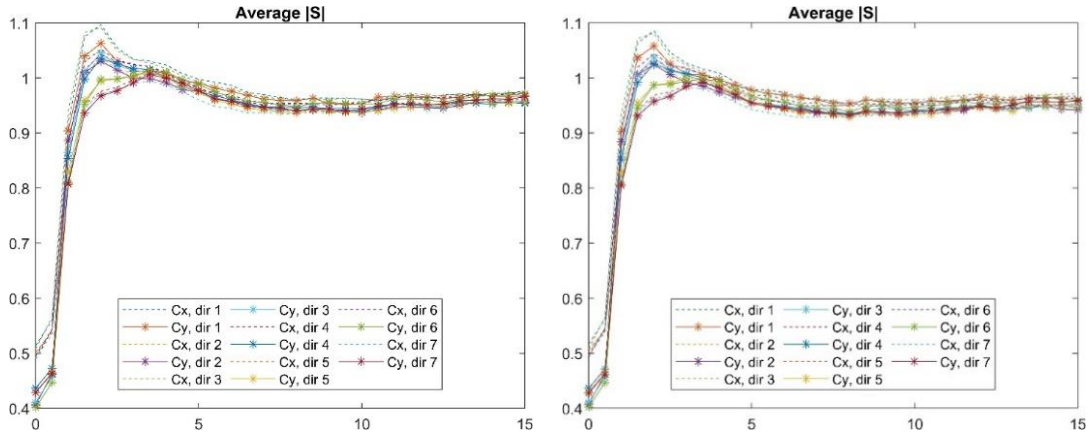 Average |S|
1.1
1
0.9
0.8
0.7
0.6
0.5
0.4
0 5 10 15
Cx, dir 1 Cy, dir 3 Cx, dir 6
Cy, dir 1 Cx, dir 4 Cy, dir 6
Cx, dir 2 Cy, dir 4 Cx, dir 7
Cy, dir 2 Cx, dir 5 Cy, dir 7
Cx, dir 3 Cy, dir 5
Average |S|
1.1
1
0.9
0.8
0.7
0.6
0.5
0.4
0 5 10 15
Cx, dir 1 Cy, dir 3 Cx, dir 6
Cy, dir 1 Cx, dir 4 Cy, dir 6
Cx, dir 2 Cy, dir 4 Cx, dir 7
Cy, dir 2 Cx, dir 5 Cy, dir 7
Cx, dir 3 Cy, dir 5